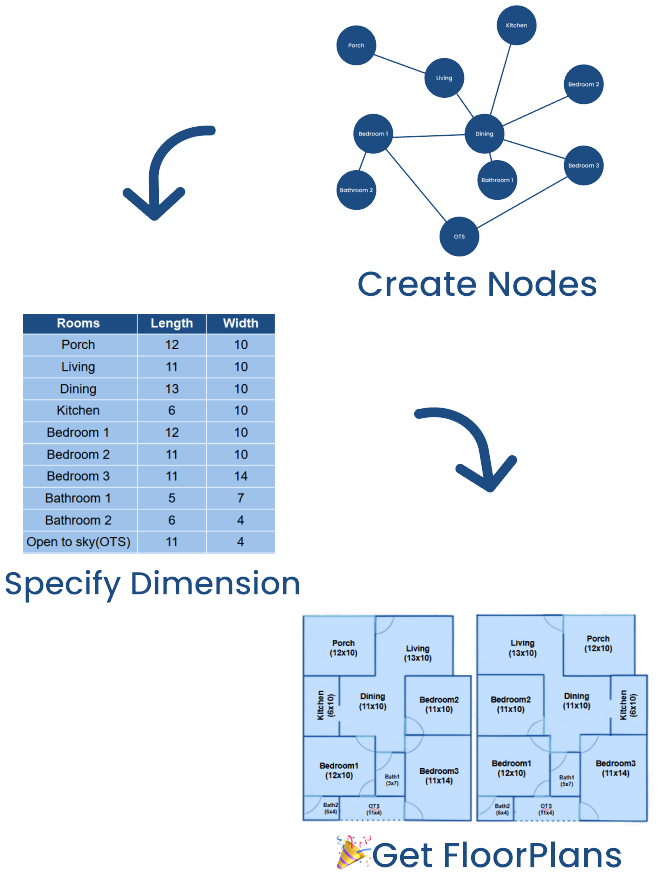 Kitchen
Porch
Living
Bedroom 2
Bedroom 1
Dining
Bedroom 3
Bathroom 1
Bathroom 2
OTS
Create Nodes
Rooms Length Width
Porch 12 10
Living 11 10
Dining 13 10
Kitchen 6 10
Bedroom 1 12 10
Bedroom 2 11 10
Bedroom 3 11 14
Bathroom 1 5 7
Bathroom 2 6 4
Open to sky(OTS) 11 4
Specify Dimension
Porch
(12x10)
Living
(13x10)
Kitchen
(6x10)
Dining
(11x10)
Bedroom2
(11x10)
Bedroom1
(12x10)
Bath1
(5x7)
Bedroom3
(11x14)
Bath2
(6x4)
OTS
(11x4)
Living
(13x10)
Porch
(12x10)
Bedroom2
(11x10)
Dining
(11x10)
Kitchen
(6x10)
Bedroom1
(12x10)
Bath1
(5x7)
Bedroom3
(11x14)
Bath2
(6x4)
OTS
(11x4)
Get FloorPlans